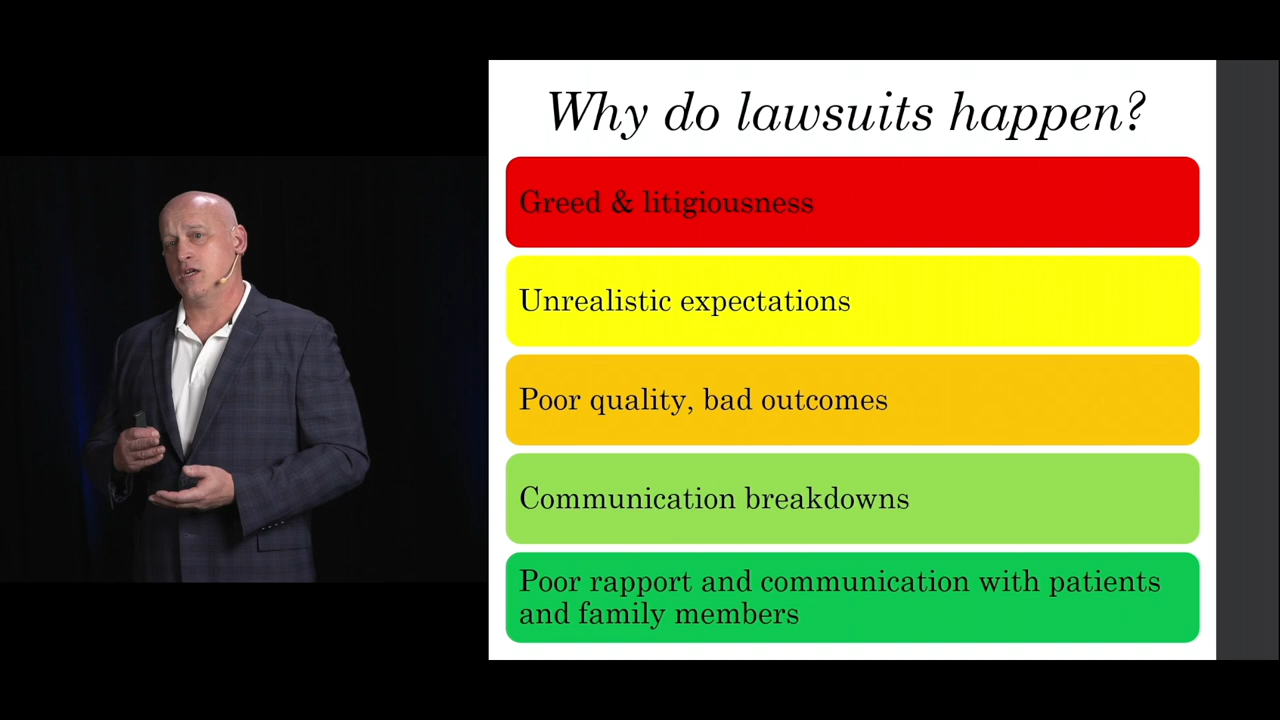 Why do lawsuits happen?
Greed & litigiousness
Unrealistic expectations
Poor quality, bad outcomes
Communication breakdowns
Poor rapport and communication with patients
and family members